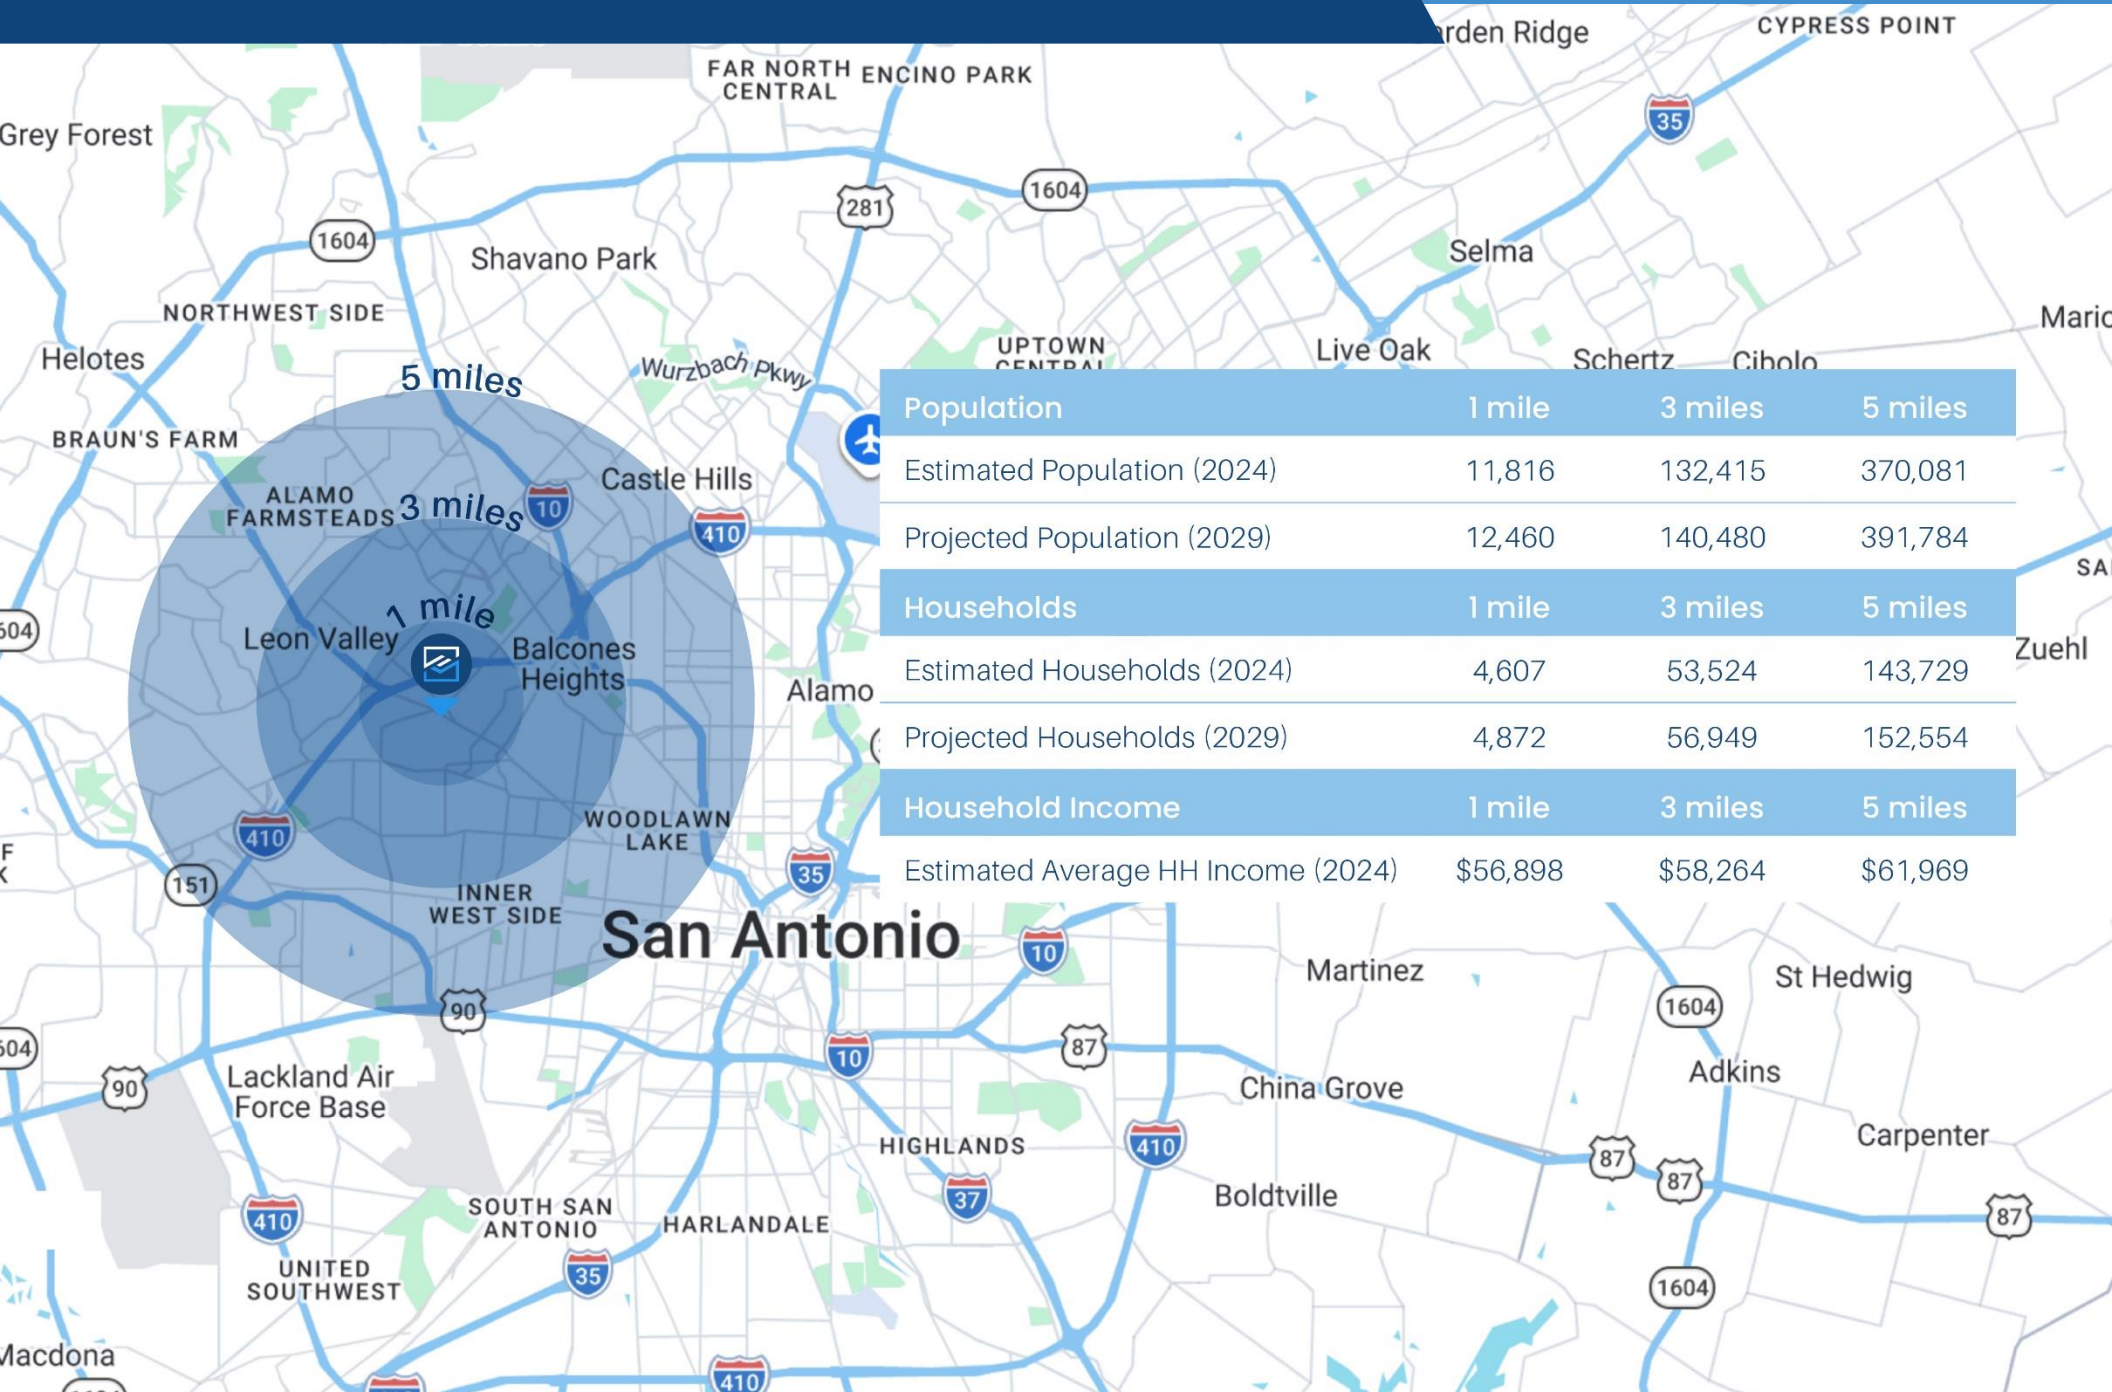 arden Ridge
CYPRESS POINT
FAR NORTH
CENTRAL
ENCINO PARK
35
Grey Forest
1604
281
1604
Shavano Park
Selma
NORTHWEST SIDE
Helotes
Wurzbach Pkwy
UPTOWN
CENTRAL
Live Oak
Schertz
Cibolo
5 miles
BRAUN'S FARM
Castle Hills
ALAMO
FARMSTEADS
3 miles
10
410
1 mile
Leon Valley
Balcones
Heights
604
Alamo
Zuehl
Population 1 mile 3 miles 5 miles
Estimated Population (2024) 11,816 132,415 370,081
Projected Population (2029) 12,460 140,480 391,784
Households 1 mile 3 miles 5 miles
Estimated Households (2024) 4,607 53,524 143,729
Projected Households (2029) 4,872 56,949 152,554
Household Income 1 mile 3 miles 5 miles
Estimated Average HH Income (2024) $56,898 $58,264 $61,969
410
WOODLAWN
LAKE
151
35
INNER
WEST SIDE
San Antonio
10
Martinez
St Hedwig
90
1604
604
10
87
90
Lackland Air
Force Base
China Grove
Adkins
HIGHLANDS
410
Carpenter
87
87
37
Boldtville
410
SOUTH SAN
ANTONIO
HARLANDALE
87
UNITED
SOUTHWEST
35
1604
Macdona
410